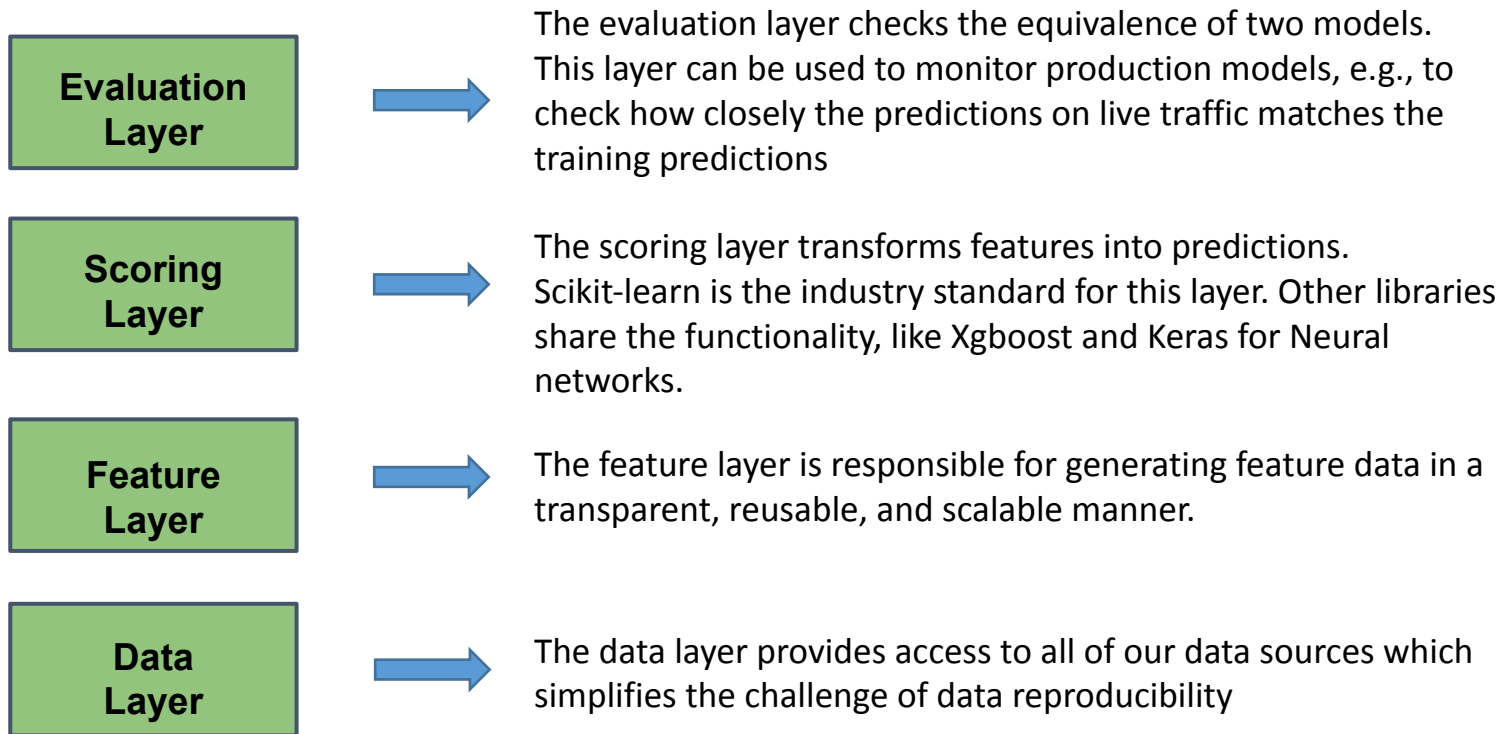 Evaluation
Layer
The evaluation layer checks the equivalence of two models.
This layer can be used to monitor production models, e.g., to
check how closely the predictions on live traffic matches the
training predictions
Scoring
Layer
The scoring layer transforms features into predictions.
Scikit-learn is the industry standard for this layer. Other libraries
share the functionality, like Xgboost and Keras for Neural
networks.
Feature
Layer
The feature layer is responsible for generating feature data in a
transparent, reusable, and scalable manner.
Data
Layer
The data layer provides access to all of our data sources which
simplifies the challenge of data reproducibility